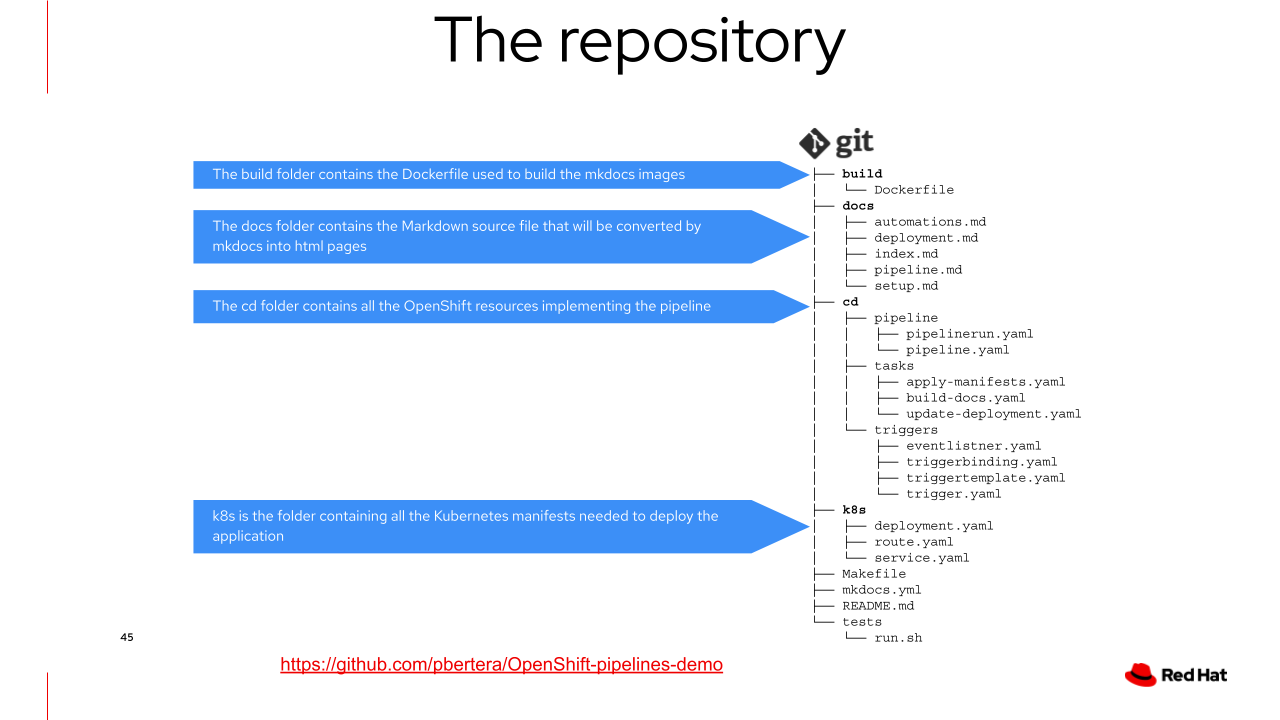 The repository
git
The build folder contains the Dockerfile used to build the mkdocs images
The docs folder contains the Markdown source file that will be converted by
mkdocs into html pages
The cd folder contains all the OpenShift resources implementing the pipeline
k8s is the folder containing all the Kubernetes manifests needed to deploy the
application
├── build
│   └── Dockerfile
├── docs
│   ├── automations.md
│   ├── deployment.md
│   ├── index.md
│   ├── pipeline.md
│   └── setup.md
├── cd
│   ├── pipeline
│   │   ├── pipelinerun.yaml
│   │   └── pipeline.yaml
│   ├── tasks
│   │   ├── apply-manifests.yaml
│   │   ├── build-docs.yaml
│   │   └── update-deployment.yaml
│   └── triggers
│       ├── eventlistner.yaml
│       ├── triggerbinding.yaml
│       ├── triggertemplate.yaml
│       └── trigger.yaml
├── k8s
│   ├── deployment.yaml
│   ├── route.yaml
│   └── service.yaml
├── Makefile
├── mkdocs.yml
├── README.md
└── tests
    └── run.sh
45
https://github.com/pbertera/OpenShift-pipelines-demo
Red Hat